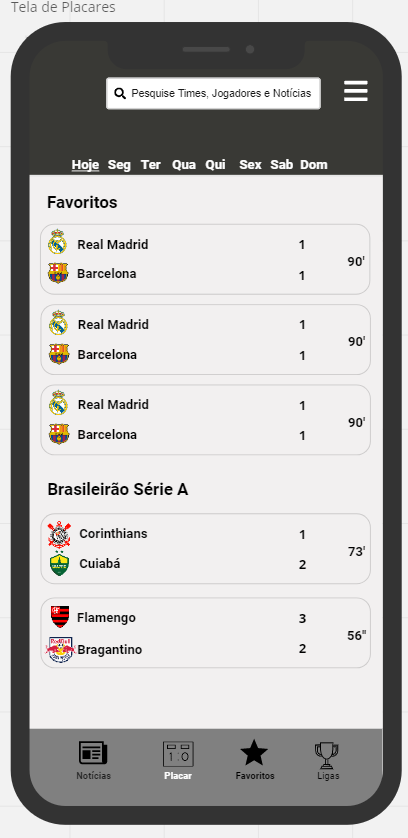 Tela de Placares
Pesquise Times, Jogadores e Notícias
Hoje Seg Ter Qua Qui Sex Sab Dom
Favoritos
Real Madrid 1
90'
Barcelona 1
Real Madrid 1
90'
Barcelona 1
Real Madrid 1
90'
Barcelona 1
Brasileirão Série A
Corinthians 1
73'
Cuiabá 2
Flamengo 3
56"
Bragantino 2
1:0
Notícias Placar Favoritos Ligas